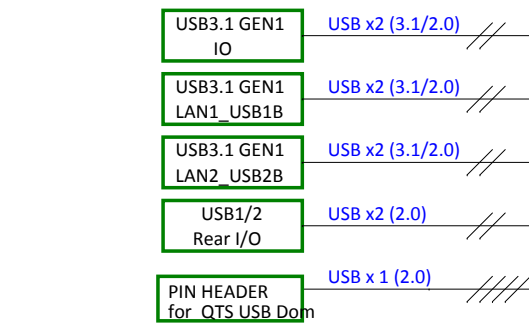 USB3.1 GEN1
IO
USB x2 (3.1/2.0)
USB3.1 GEN1
LAN1_USB1B
USB x2 (3.1/2.0)
USB3.1 GEN1
LAN2_USB2B
USB x2 (3.1/2.0)
USB1/2
Rear I/O
USB x2 (2.0)
PIN HEADER
for QTS USB Dom
USB x 1 (2.0)